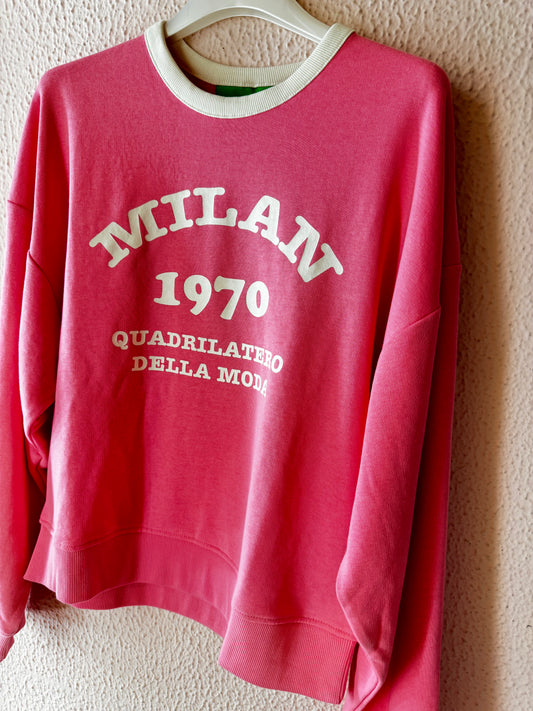 MILAN
1970
QUADRILATERO
DELLA MODA